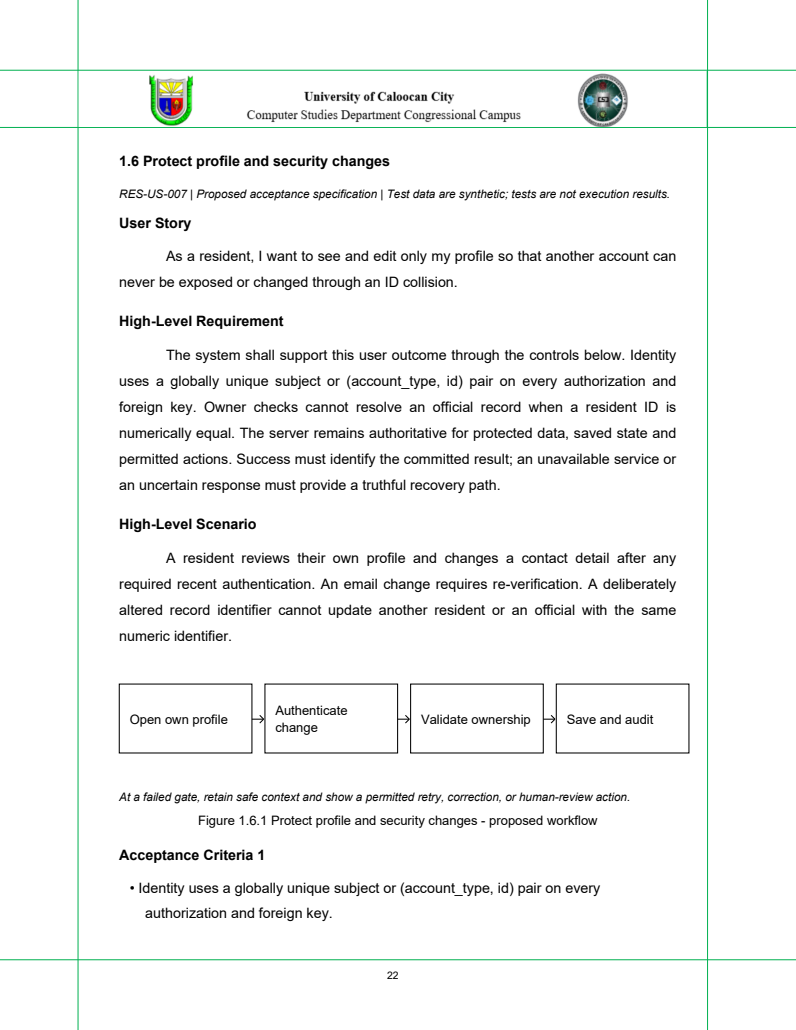 University of Caloocan City
Computer Studies Department Congressional Campus
1.6 Protect profile and security changes
RES-US-007 | Proposed acceptance specification | Test data are synthetic; tests are not execution results.
User Story
As a resident, I want to see and edit only my profile so that another account can
never be exposed or changed through an ID collision.
High-Level Requirement
The system shall support this user outcome through the controls below. Identity
uses a globally unique subject or (account_type, id) pair on every authorization and
foreign key. Owner checks cannot resolve an official record when a resident ID is
numerically equal. The server remains authoritative for protected data, saved state and
permitted actions. Success must identify the committed result; an unavailable service or
an uncertain response must provide a truthful recovery path.
High-Level Scenario
A resident reviews their own profile and changes a contact detail after any
required recent authentication. An email change requires re-verification. A deliberately
altered record identifier cannot update another resident or an official with the same
numeric identifier.
Open own profile
Authenticate
change
Validate ownership
Save and audit
At a failed gate, retain safe context and show a permitted retry, correction, or human-review action.
Figure 1.6.1 Protect profile and security changes - proposed workflow
Acceptance Criteria 1
• Identity uses a globally unique subject or (account_type, id) pair on every
authorization and foreign key.
22